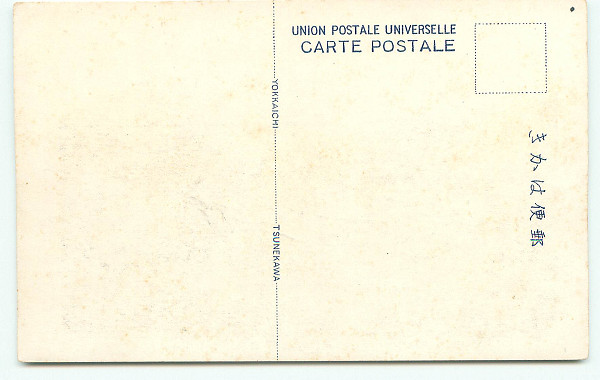 UNION POSTALE UNIVERSELLE
CARTE POSTALE
YOKKAICHI
TSUNEKAWA
郵便はかき